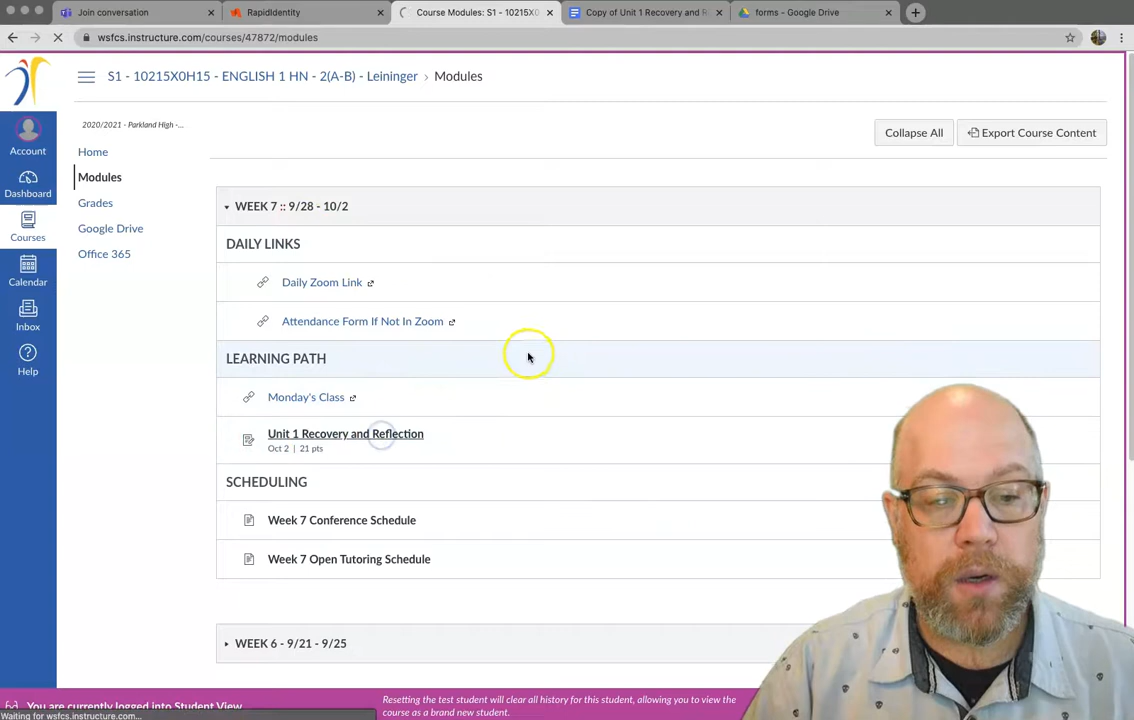 Join conversation
RapidIdentity
Course Modules: S1 - 10215X0
Copy of Unit 1 Recovery and R
forms - Google Drive
wsfcs.instructure.com/courses/47872/modules
S1 - 10215X0H15 - ENGLISH 1 HN - 2(A-B) - Leininger › Modules
2020/2021 - Parkland High -...
Collapse All
Export Course Content
Account
Dashboard
Courses
Calendar
Inbox
Help
Home
Modules
Grades
Google Drive
Office 365
WEEK 7 :: 9/28 - 10/2
DAILY LINKS
Daily Zoom Link
Attendance Form If Not In Zoom
LEARNING PATH
Monday's Class
Unit 1 Recovery and Reflection
Oct 2 | 21 pts
SCHEDULING
Week 7 Conference Schedule
Week 7 Open Tutoring Schedule
WEEK 6 - 9/21 - 9/25
You are currently logged into Student View
Resetting the test student will clear all history for this student, allowing you to view the
course as a brand new student.
Waiting for wsfcs.instructure.com...